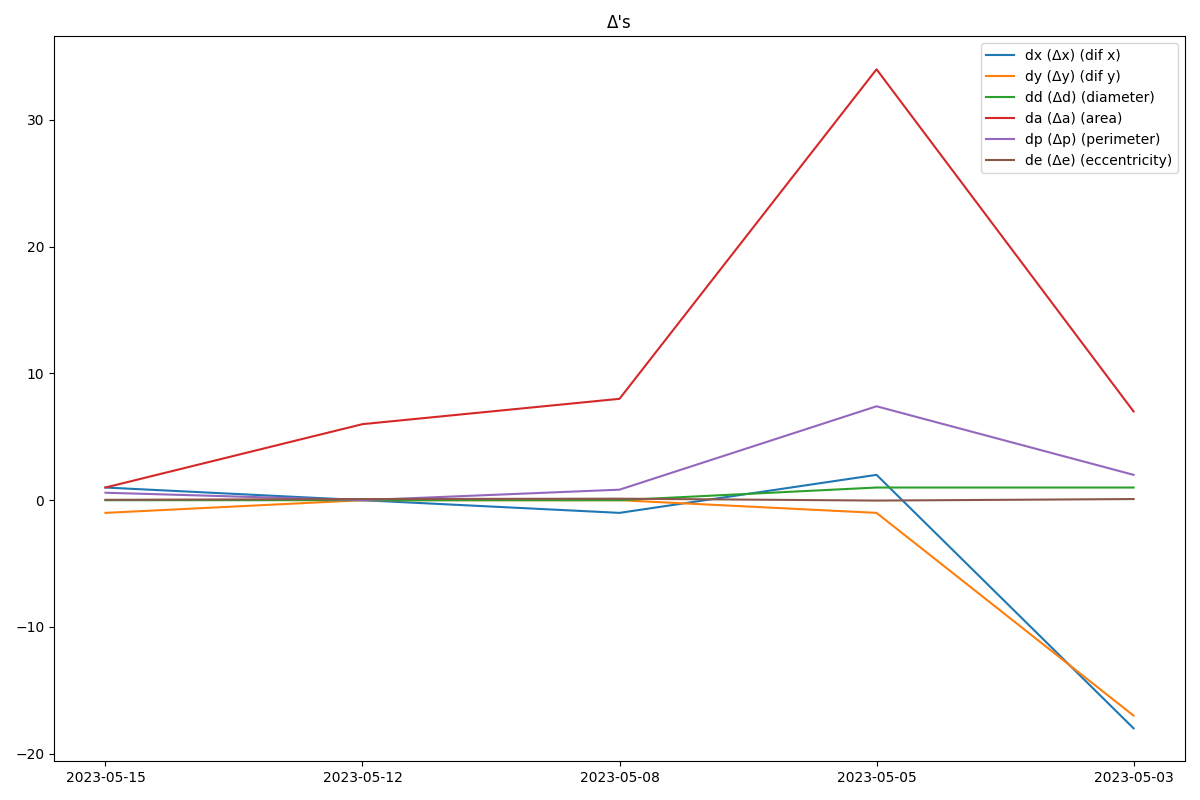 Δ's
dx (Δx) (dif x)
dy (Δy) (dif y)
dd (Δd) (diameter)
da (Δa) (area)
dp (Δp) (perimeter)
de (Δe) (eccentricity)
30
20
10
0
−10
−20
2023-05-15
2023-05-12
2023-05-08
2023-05-05
2023-05-03